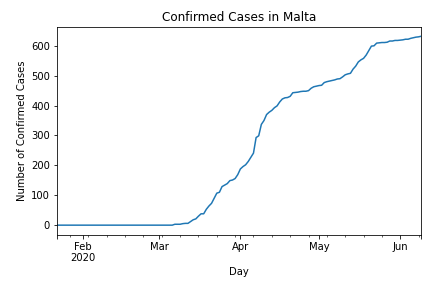 Confirmed Cases in Malta
Number of Confirmed Cases
600
500
400
300
200
100
0
Feb
2020
Mar
Apr
May
Jun
Day